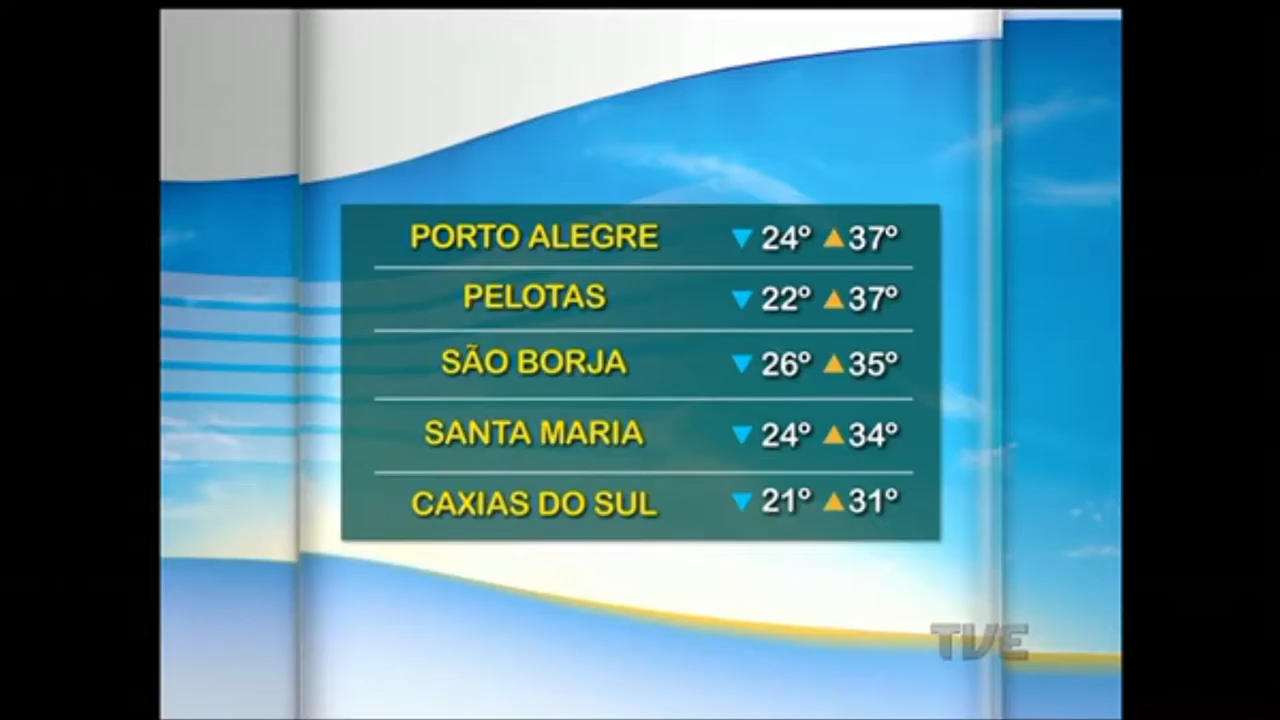 PORTO ALEGRE ▼ 24º ▲ 37º
PELOTAS ▼ 22º ▲ 37º
SÃO BORJA ▼ 26º ▲ 35º
SANTA MARIA ▼ 24º ▲ 34º
CAXIAS DO SUL ▼ 21º ▲ 31º
TVE